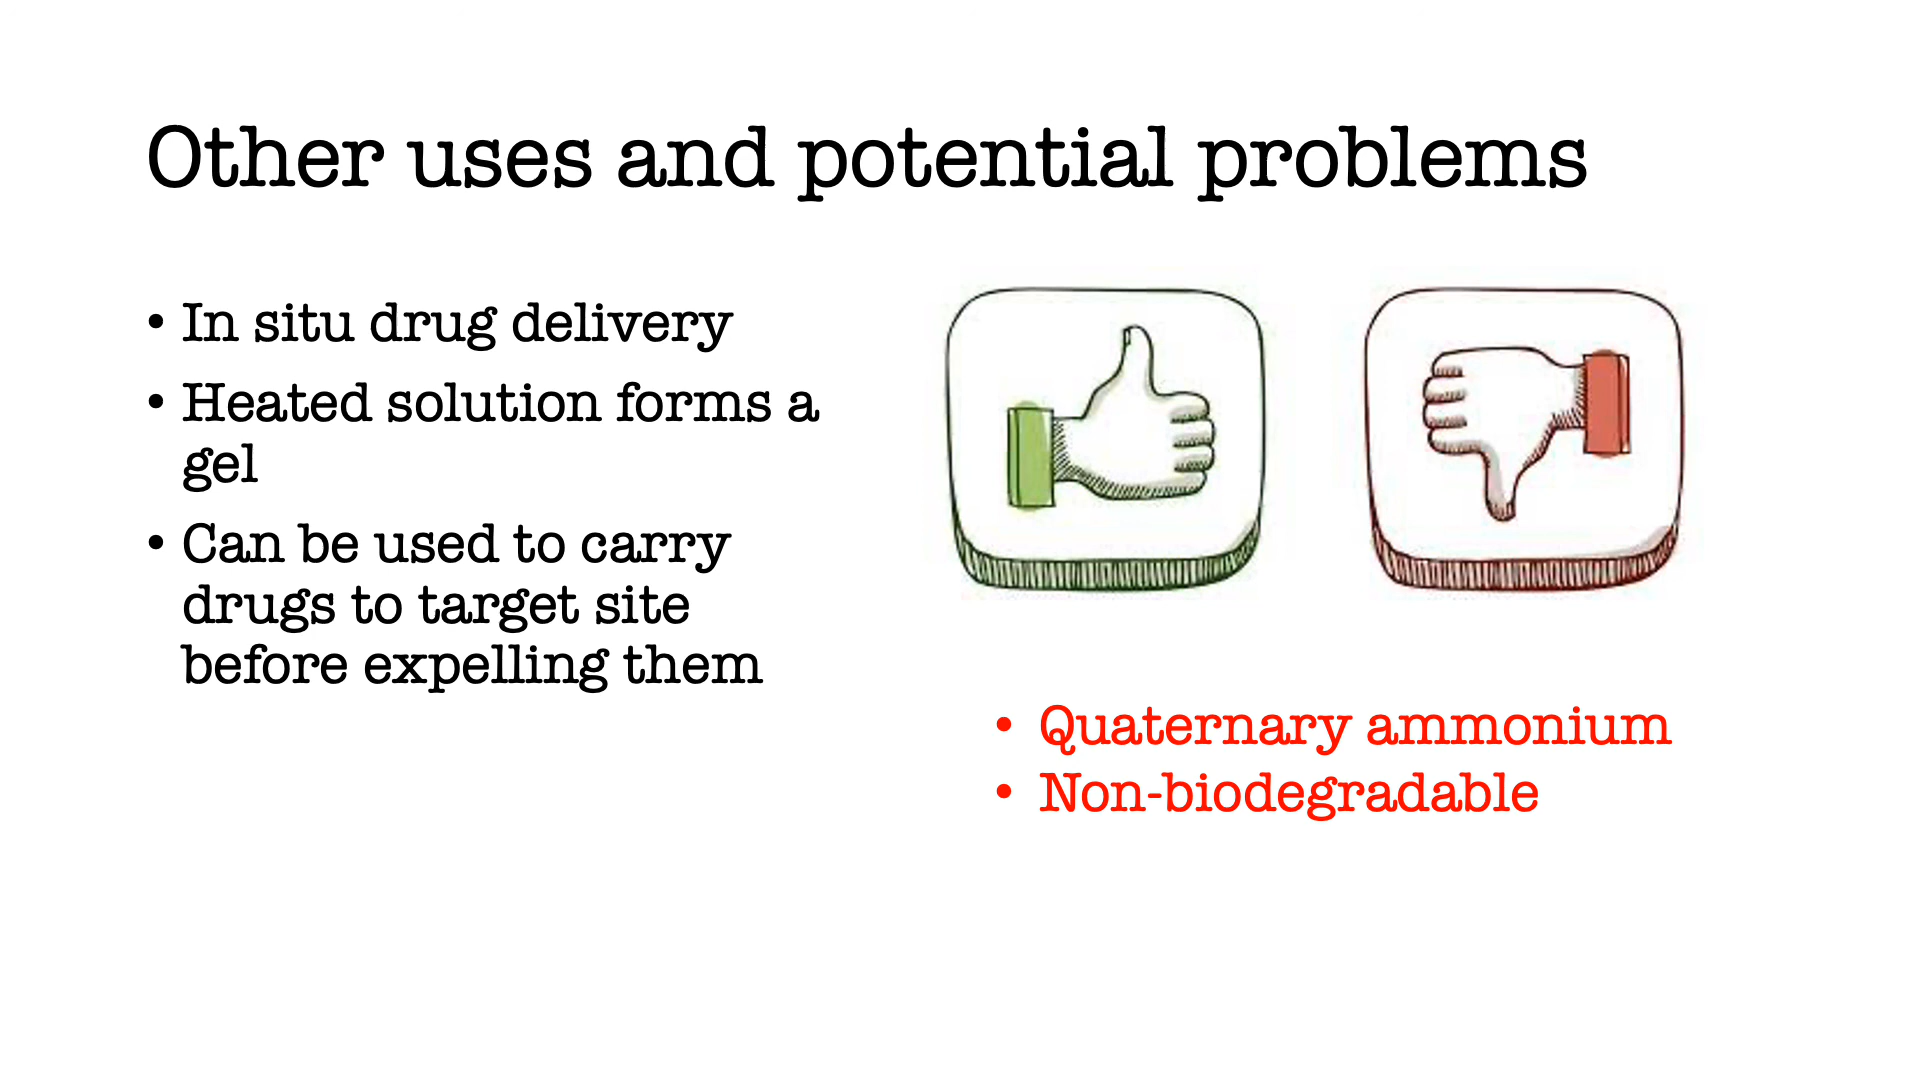 Other uses and potential problems
• In situ drug delivery
• Heated solution forms a
gel
• Can be used to carry
drugs to target site
before expelling them
• Quaternary ammonium
• Non-biodegradable